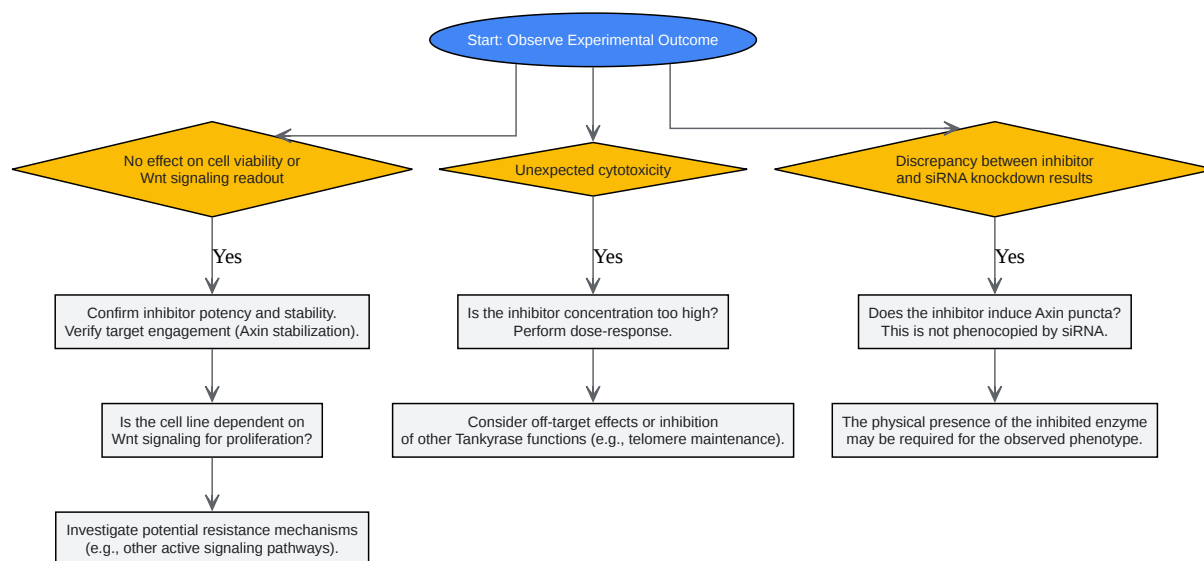 Start: Observe Experimental Outcome
No effect on cell viability or
Wnt signaling readout
Unexpected cytotoxicity
Discrepancy between inhibitor
and siRNA knockdown results
Yes
Yes
Yes
Confirm inhibitor potency and stability.
Verify target engagement (Axin stabilization).
Is the inhibitor concentration too high?
Perform dose-response.
Does the inhibitor induce Axin puncta?
This is not phenocopied by siRNA.
Is the cell line dependent on
Wnt signaling for proliferation?
Consider off-target effects or inhibition
of other Tankyrase functions (e.g., telomere maintenance).
The physical presence of the inhibited enzyme
may be required for the observed phenotype.
Investigate potential resistance mechanisms
(e.g., other active signaling pathways).